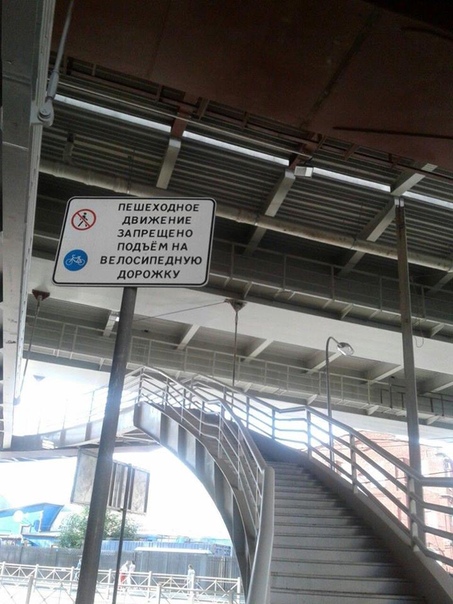 ПЕШЕХОДНОЕ
ДВИЖЕНИЕ
ЗАПРЕЩЕНО
ПОДЪЁМ НА
ВЕЛОСИПЕДНУЮ
ДОРОЖКУ